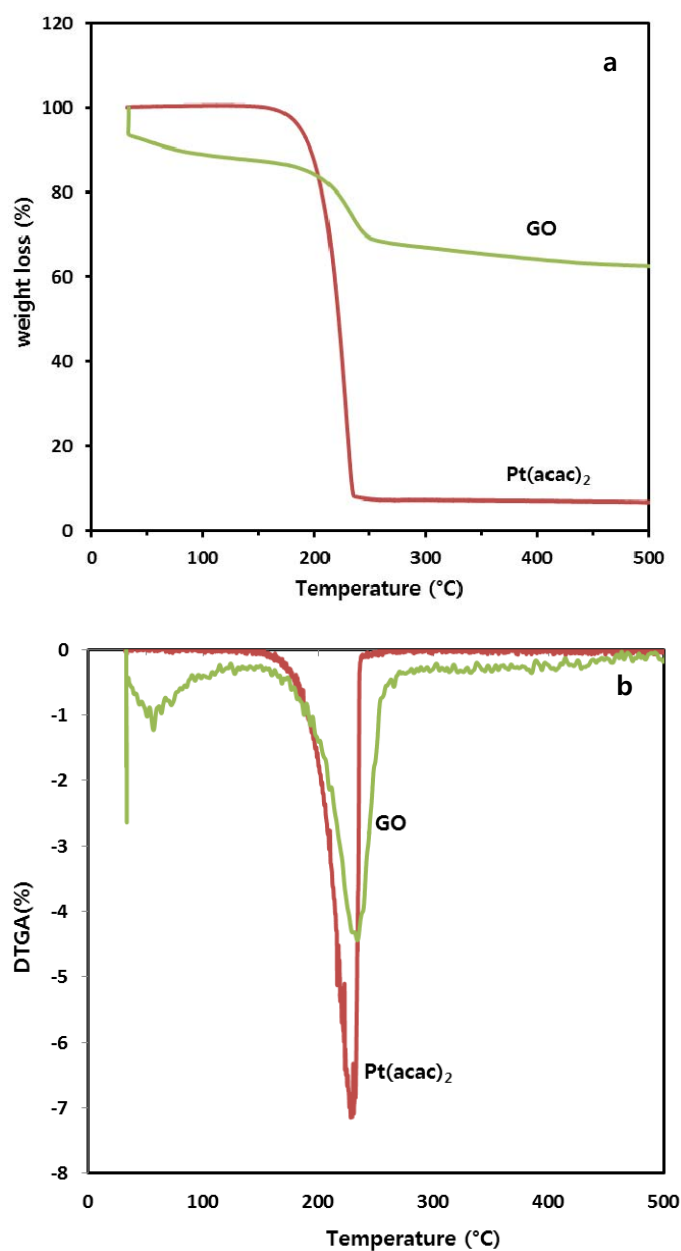 120
a
100
80
GO
60
40
20
Pt(acac)2
0
0 100 200 300 400 500
weight loss (%)
Temperature (°C)
0
b
-1
-2
GO
-3
-4
-5
-6
Pt(acac)2
-7
-8
0 100 200 300 400 500
DTGA(%)
Temperature (°C)